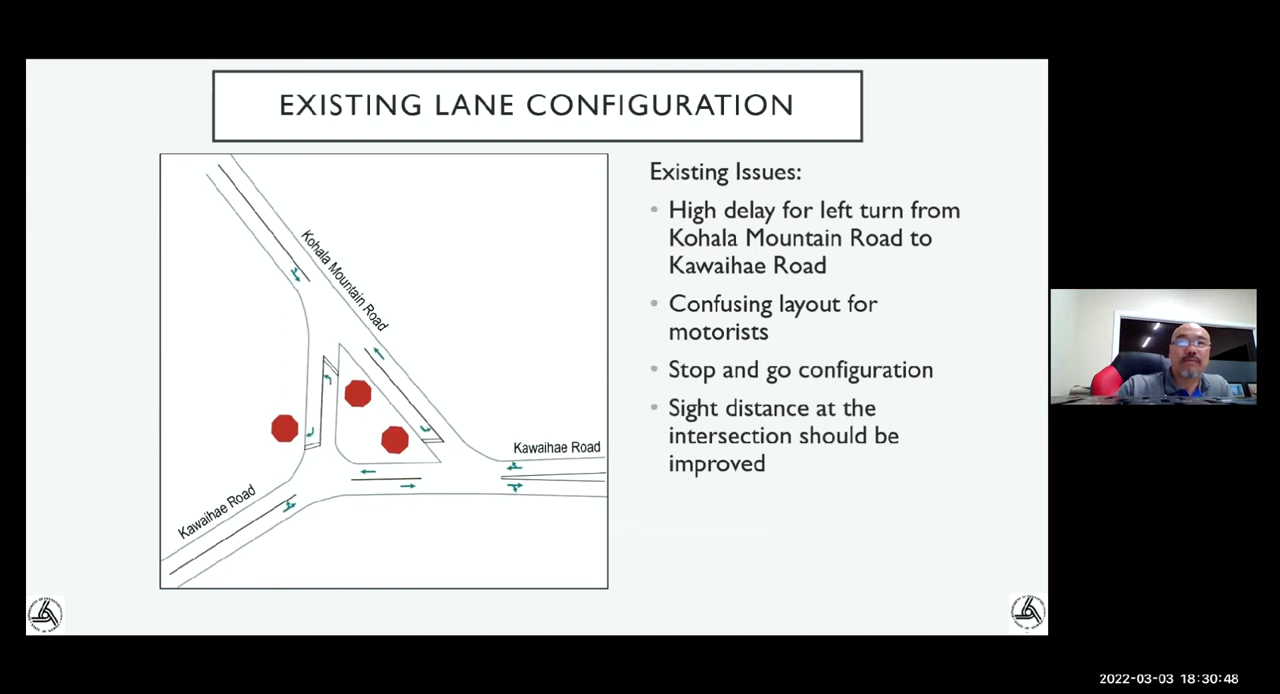 EXISTING LANE CONFIGURATION
Kohala Mountain Road
Kawaihae Road
Kawaihae Road
Existing Issues:
• High delay for left turn from
Kohala Mountain Road to
Kawaihae Road
• Confusing layout for
motorists
• Stop and go configuration
• Sight distance at the
intersection should be
improved
2022-03-03 18:30:48